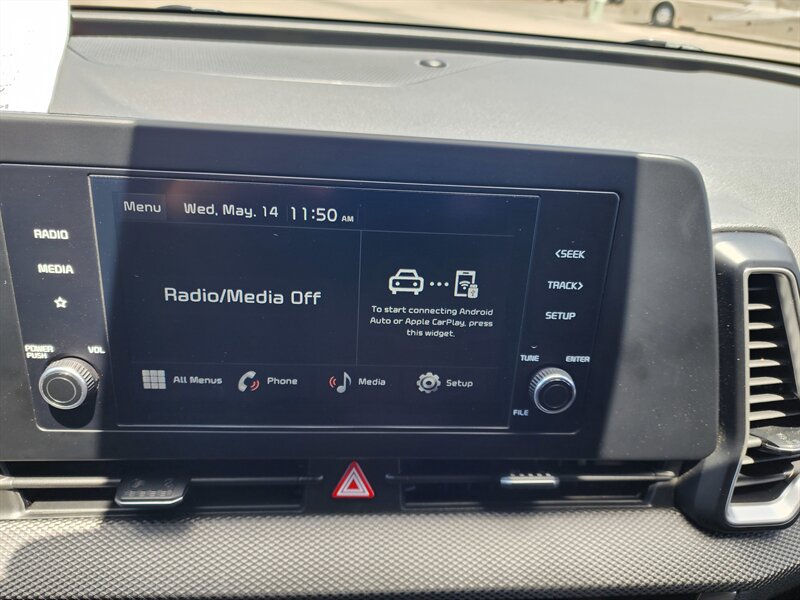 Menu
Wed, May. 14
11:50 AM
RADIO
MEDIA
POWER
PUSH
VOL
Radio/Media Off
To start connecting Android
Auto or Apple CarPlay, press
this widget.
All Menus
Phone
Media
Setup
<SEEK
TRACK>
SETUP
TUNE
ENTER
FILE